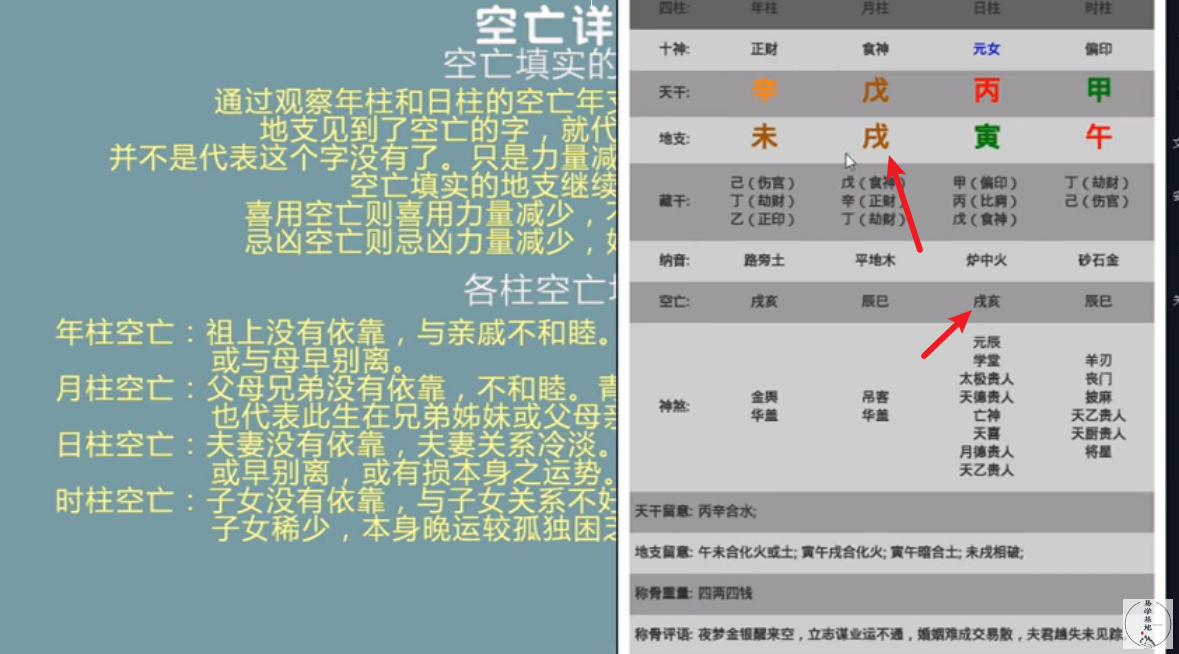 空亡详
空亡填实的
通过观察年柱和日柱的空亡年支
地支见到了空亡的字，就代
并不是代表这个字没有了。只是力量减
空亡填实的地支继续
喜用空亡则喜用力量减少，不
忌凶空亡则忌凶力量减少，
各柱空亡
年柱空亡：祖上没有依靠，与亲戚不和睦。
或与母早别离。
月柱空亡：父母兄弟没有依靠，不和睦。青
也代表此生在兄弟姊妹或父母亲
日柱空亡：夫妻没有依靠，夫妻关系冷淡。
或早别离，或有损本身之运势。
时柱空亡：子女没有依靠，与子女关系不好
子女稀少，本身晚运较孤独困乏
四柱: 年柱 月柱 日柱 时柱
十神: 正财 食神 元女 偏印
天干: 辛 戊 丙 甲
地支: 未 戌 寅 午
藏干: 己（伤官） 戊（食神） 甲（偏印） 丁（劫财）
丁（劫财） 辛（正财） 丙（比肩） 己（伤官）
乙（正印） 丁（劫财） 戊（食神）
纳音: 路旁土 平地木 炉中火 砂石金
空亡: 戌亥 辰巳 戌亥 辰巳
神煞: 金舆 吊客 元辰 羊刃
华盖 华盖 学堂 丧门
太极贵人 披麻
天德贵人 天乙贵人
亡神 天厨贵人
天喜 将星
月德贵人
天乙贵人
天干留意: 丙辛合水;
地支留意: 午未合化火或土; 寅午戌合化火; 寅午暗合土; 未戌相破;
称骨重量: 四两四钱
称骨评语: 夜梦金银醒来空，立志谋业运不通，婚姻难成交易散，夫君越失未见踪
易学基地